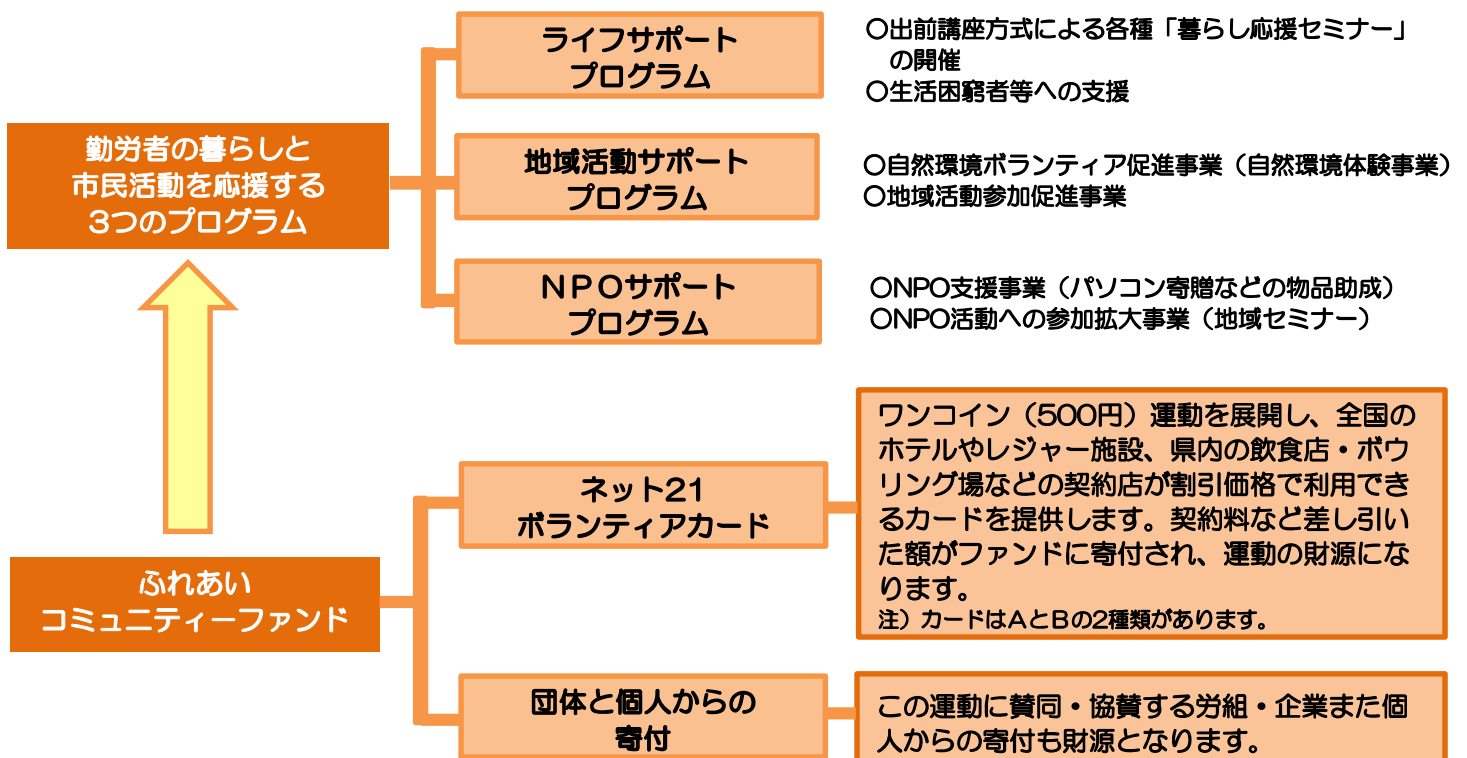 勤労者の暮らしと
市民活動を応援する
3つのプログラム
ライフサポート
プログラム
〇出前講座方式による各種「暮らし応援セミナー」
の開催
〇生活困窮者等への支援
地域活動サポート
プログラム
〇自然環境ボランティア促進事業（自然環境体験事業）
〇地域活動参加促進事業
ＮＰＯサポート
プログラム
〇NPO支援事業（パソコン寄贈などの物品助成）
〇NPO活動への参加拡大事業（地域セミナー）
ふれあい
コミュニティーファンド
ネット21
ボランティアカード
ワンコイン（500円）運動を展開し、全国の
ホテルやレジャー施設、県内の飲食店・ボウ
リング場などの契約店が割引価格で利用でき
るカードを提供します。契約料など差し引い
た額がファンドに寄付され、運動の財源にな
ります。
注）カードはＡとＢの2種類があります。
団体と個人からの
寄付
この運動に賛同・協賛する労組・企業また個
人からの寄付も財源となります。